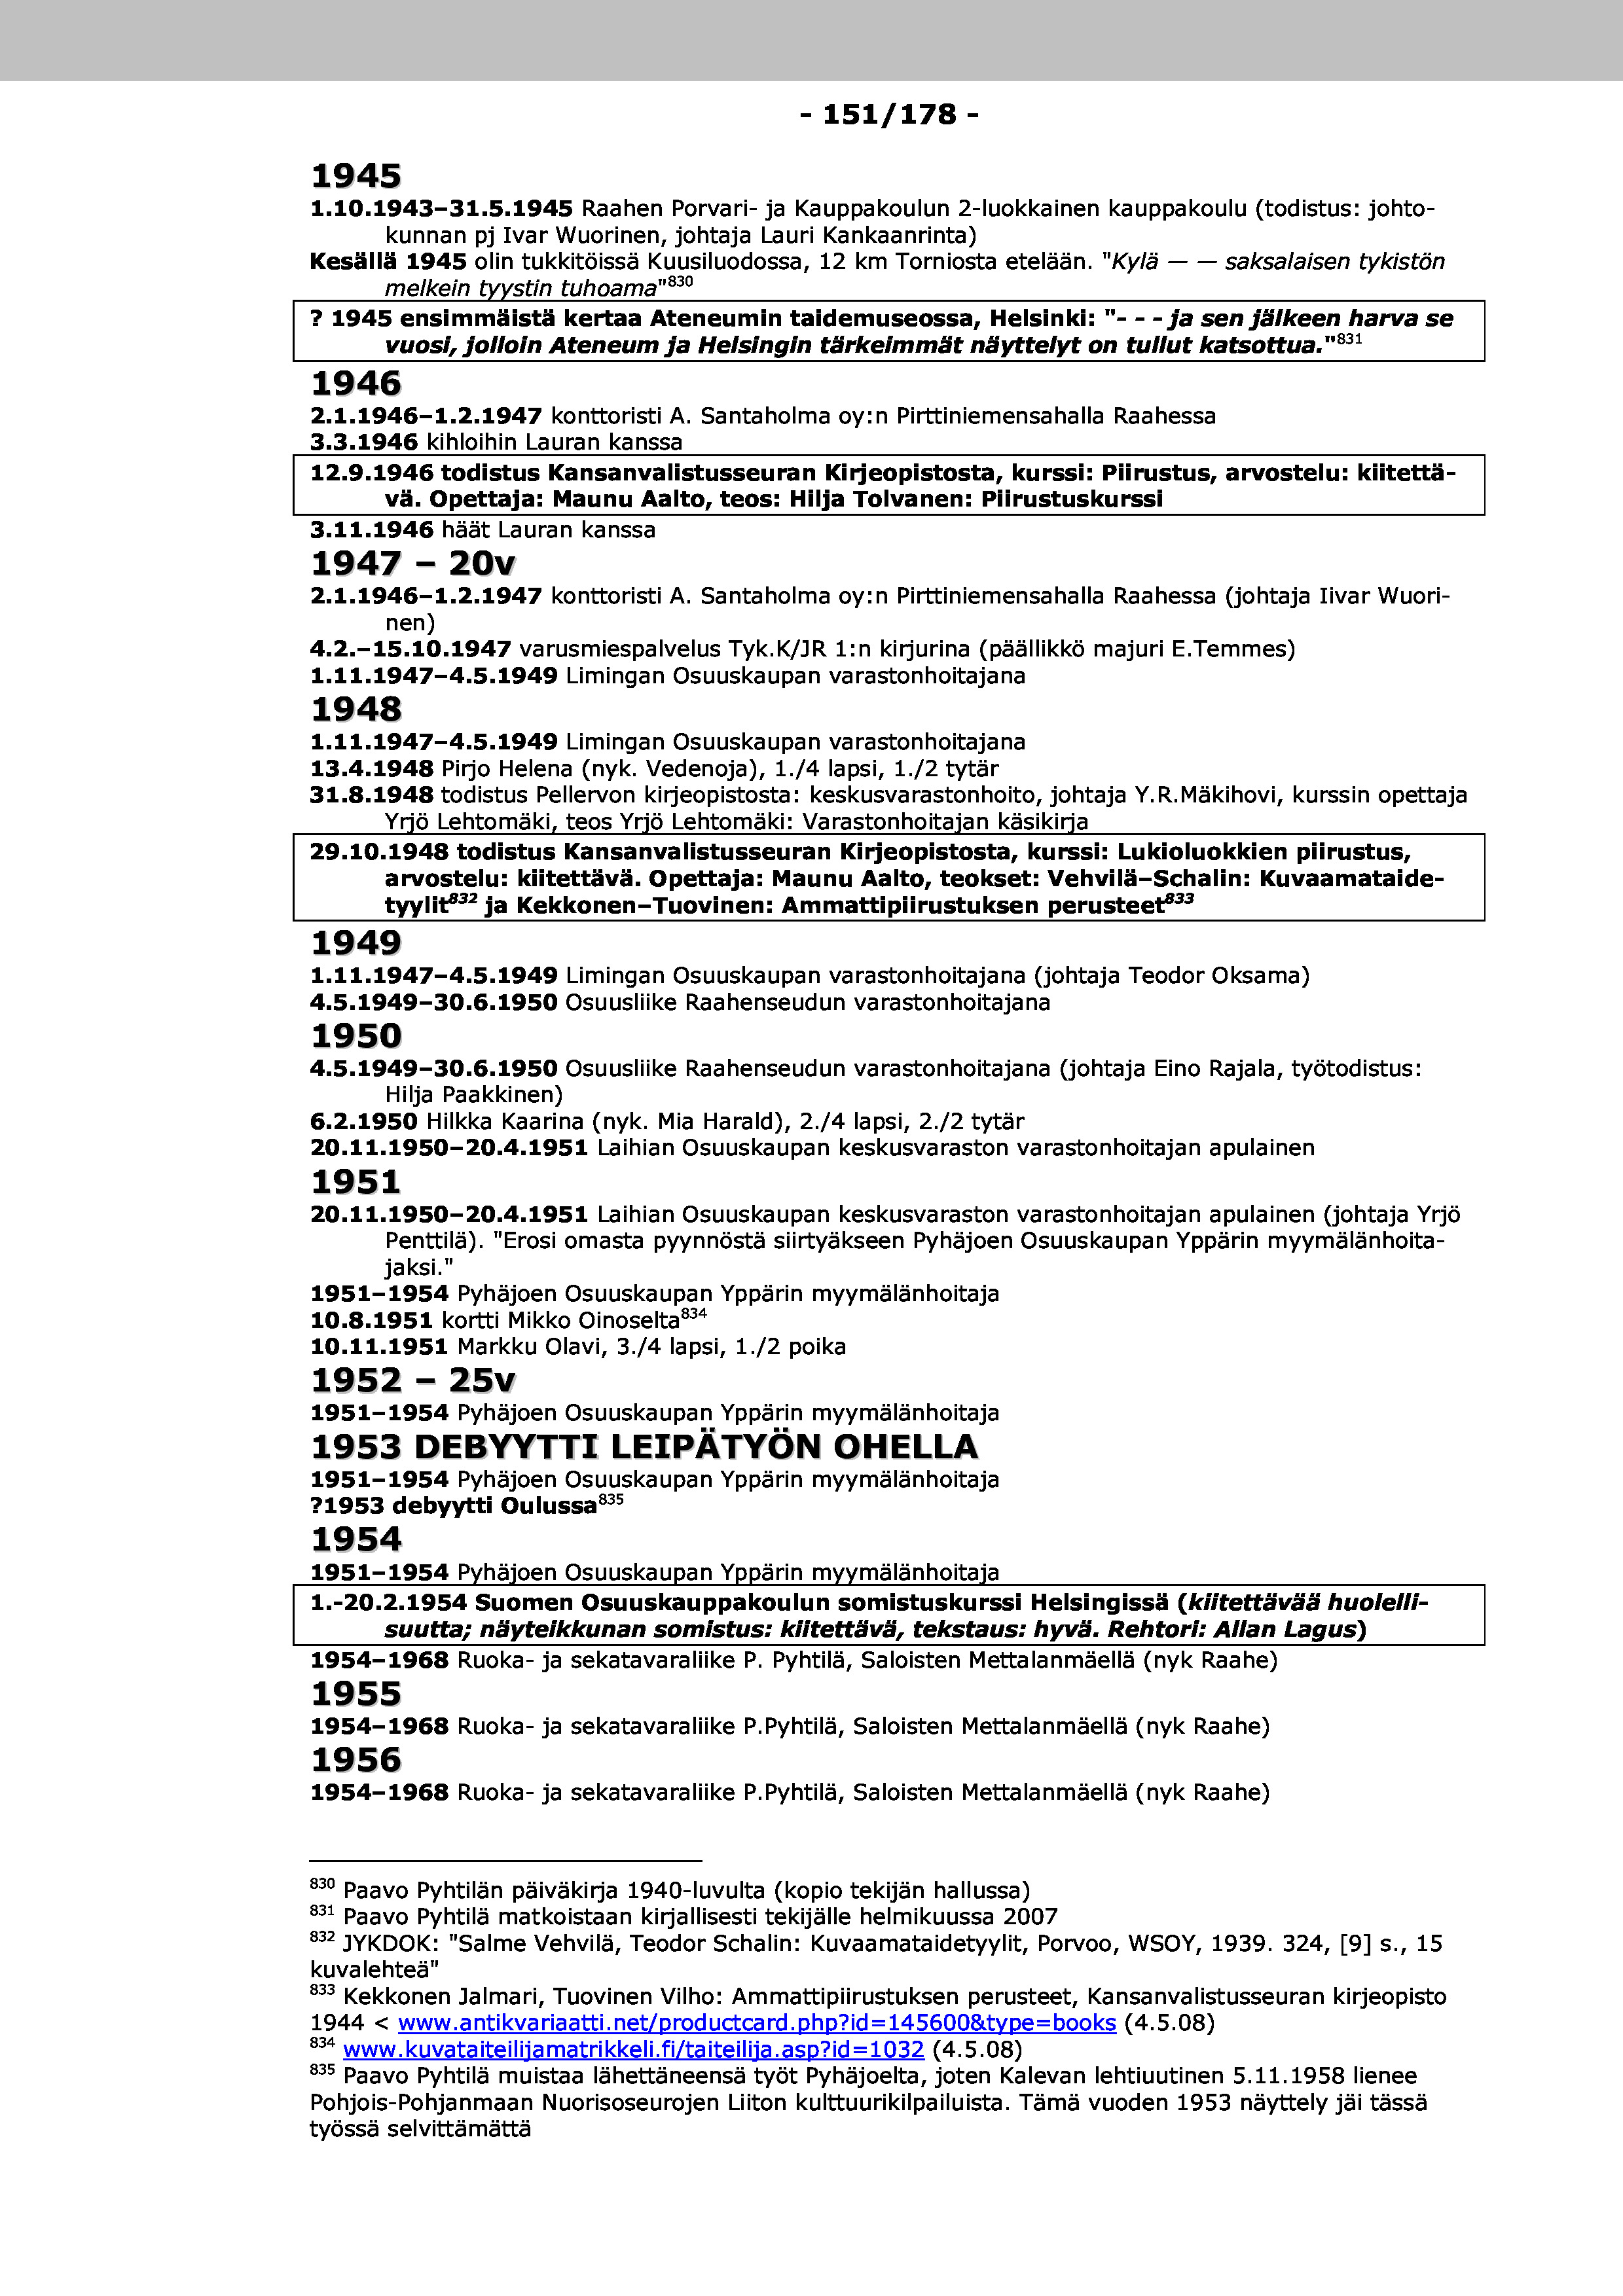 - 151/178 -
1945
1.10.1943–31.5.1945 Raahen Porvari- ja Kauppakoulun 2-luokkainen kauppakoulu (todistus: johto-
kunnan pj Ivar Wuorinen, johtaja Lauri Kankaanrinta)
Kesällä 1945 olin tukkitöissä Kuusiluodossa, 12 km Torniosta etelään. "Kylä — — saksalaisen tykistön
melkein tyystin tuhoama"830
? 1945 ensimmäistä kertaa Ateneumin taidemuseossa, Helsinki: "- - - ja sen jälkeen harva se
vuosi, jolloin Ateneum ja Helsingin tärkeimmät näyttelyt on tullut katsottua."831
1946
2.1.1946–1.2.1947 konttoristi A. Santaholma oy:n Pirttiniemensahalla Raahessa
3.3.1946 kihloihin Lauran kanssa
12.9.1946 todistus Kansanvalistusseuran Kirjeopistosta, kurssi: Piirustus, arvostelu: kiitettä-
vä. Opettaja: Maunu Aalto, teos: Hilja Tolvanen: Piirustuskurssi
3.11.1946 häät Lauran kanssa
1947 – 20v
2.1.1946–1.2.1947 konttoristi A. Santaholma oy:n Pirttiniemensahalla Raahessa (johtaja Iivar Wuori-
nen)
4.2.–15.10.1947 varusmiespalvelus Tyk.K/JR 1:n kirjurina (päällikkö majuri E.Temmes)
1.11.1947–4.5.1949 Limingan Osuuskaupan varastonhoitajana
1948
1.11.1947–4.5.1949 Limingan Osuuskaupan varastonhoitajana
13.4.1948 Pirjo Helena (nyk. Vedenoja), 1./4 lapsi, 1./2 tytär
31.8.1948 todistus Pellervon kirjeopistosta: keskusvarastonhoito, johtaja Y.R.Mäkihovi, kurssin opettaja
Yrjö Lehtomäki, teos Yrjö Lehtomäki: Varastonhoitajan käsikirja
29.10.1948 todistus Kansanvalistusseuran Kirjeopistosta, kurssi: Lukioluokkien piirustus,
arvostelu: kiitettävä. Opettaja: Maunu Aalto, teokset: Vehvilä–Schalin: Kuvaamataide-
tyylit832 ja Kekkonen–Tuovinen: Ammattipiirustuksen perusteet833
1949
1.11.1947–4.5.1949 Limingan Osuuskaupan varastonhoitajana (johtaja Teodor Oksama)
4.5.1949–30.6.1950 Osuusliike Raahenseudun varastonhoitajana
1950
4.5.1949–30.6.1950 Osuusliike Raahenseudun varastonhoitajana (johtaja Eino Rajala, työtodistus:
Hilja Paakkinen)
6.2.1950 Hilkka Kaarina (nyk. Mia Harald), 2./4 lapsi, 2./2 tytär
20.11.1950–20.4.1951 Laihian Osuuskaupan keskusvaraston varastonhoitajan apulainen
1951
20.11.1950–20.4.1951 Laihian Osuuskaupan keskusvaraston varastonhoitajan apulainen (johtaja Yrjö
Penttilä). "Erosi omasta pyynnöstä siirtyäkseen Pyhäjoen Osuuskaupan Yppärin myymälänhoita-
jaksi."
1951–1954 Pyhäjoen Osuuskaupan Yppärin myymälänhoitaja
10.8.1951 kortti Mikko Oinoselta834
10.11.1951 Markku Olavi, 3./4 lapsi, 1./2 poika
1952 – 25v
1951–1954 Pyhäjoen Osuuskaupan Yppärin myymälänhoitaja
1953 DEBYYTTI LEIPÄTYÖN OHELLA
1951–1954 Pyhäjoen Osuuskaupan Yppärin myymälänhoitaja
?1953 debyytti Oulussa835
1954
1951–1954 Pyhäjoen Osuuskaupan Yppärin myymälänhoitaja
1.-20.2.1954 Suomen Osuuskauppakoulun somistuskurssi Helsingissä (kiitettävää huolelli-
suutta; näyteikkunan somistus: kiitettävä, tekstaus: hyvä. Rehtori: Allan Lagus)
1954–1968 Ruoka- ja sekatavaraliike P. Pyhtilä, Saloisten Mettalanmäellä (nyk Raahe)
1955
1954–1968 Ruoka- ja sekatavaraliike P.Pyhtilä, Saloisten Mettalanmäellä (nyk Raahe)
1956
1954–1968 Ruoka- ja sekatavaraliike P.Pyhtilä, Saloisten Mettalanmäellä (nyk Raahe)
830 Paavo Pyhtilän päiväkirja 1940-luvulta (kopio tekijän hallussa)
831 Paavo Pyhtilä matkoistaan kirjallisesti tekijälle helmikuussa 2007
832 JYKDOK: "Salme Vehvilä, Teodor Schalin: Kuvaamataidetyylit, Porvoo, WSOY, 1939. 324, [9] s., 15
kuvalehteä"
833 Kekkonen Jalmari, Tuovinen Vilho: Ammattipiirustuksen perusteet, Kansanvalistusseuran kirjeopisto
1944 < www.antikvariaatti.net/productcard.php?id=145600&type=books (4.5.08)
834 www.kuvataiteilijamatrikkeli.fi/taiteilija.asp?id=1032 (4.5.08)
835 Paavo Pyhtilä muistaa lähettäneensä työt Pyhäjoelta, joten Kalevan lehtiuutinen 5.11.1958 lienee
Pohjois-Pohjanmaan Nuorisoseurojen Liiton kulttuurikilpailuista. Tämä vuoden 1953 näyttely jäi tässä
työssä selvittämättä